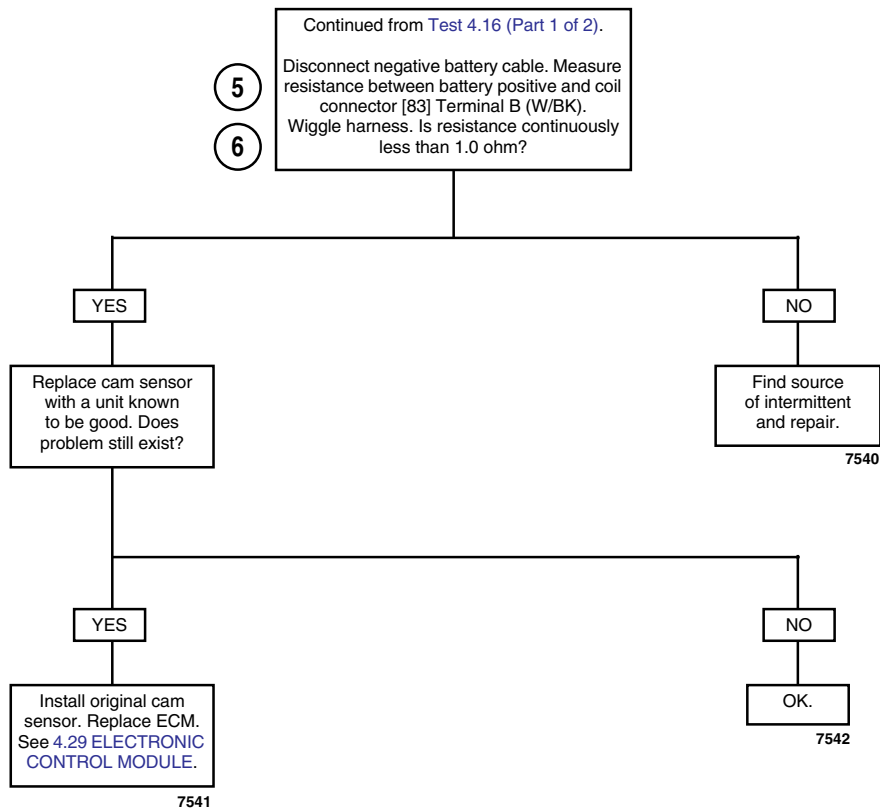 Continued from Test 4.16 (Part 1 of 2).
Disconnect negative battery cable. Measure
resistance between battery positive and coil
connector [83] Terminal B (W/BK).
Wiggle harness. Is resistance continuously
less than 1.0 ohm?
5
6
YES
NO
Replace cam sensor
with a unit known
to be good. Does
problem still exist?
Find source
of intermittent
and repair.
7540
YES
NO
Install original cam
sensor. Replace ECM.
See 4.29 ELECTRONIC
CONTROL MODULE.
7541
OK.
7542